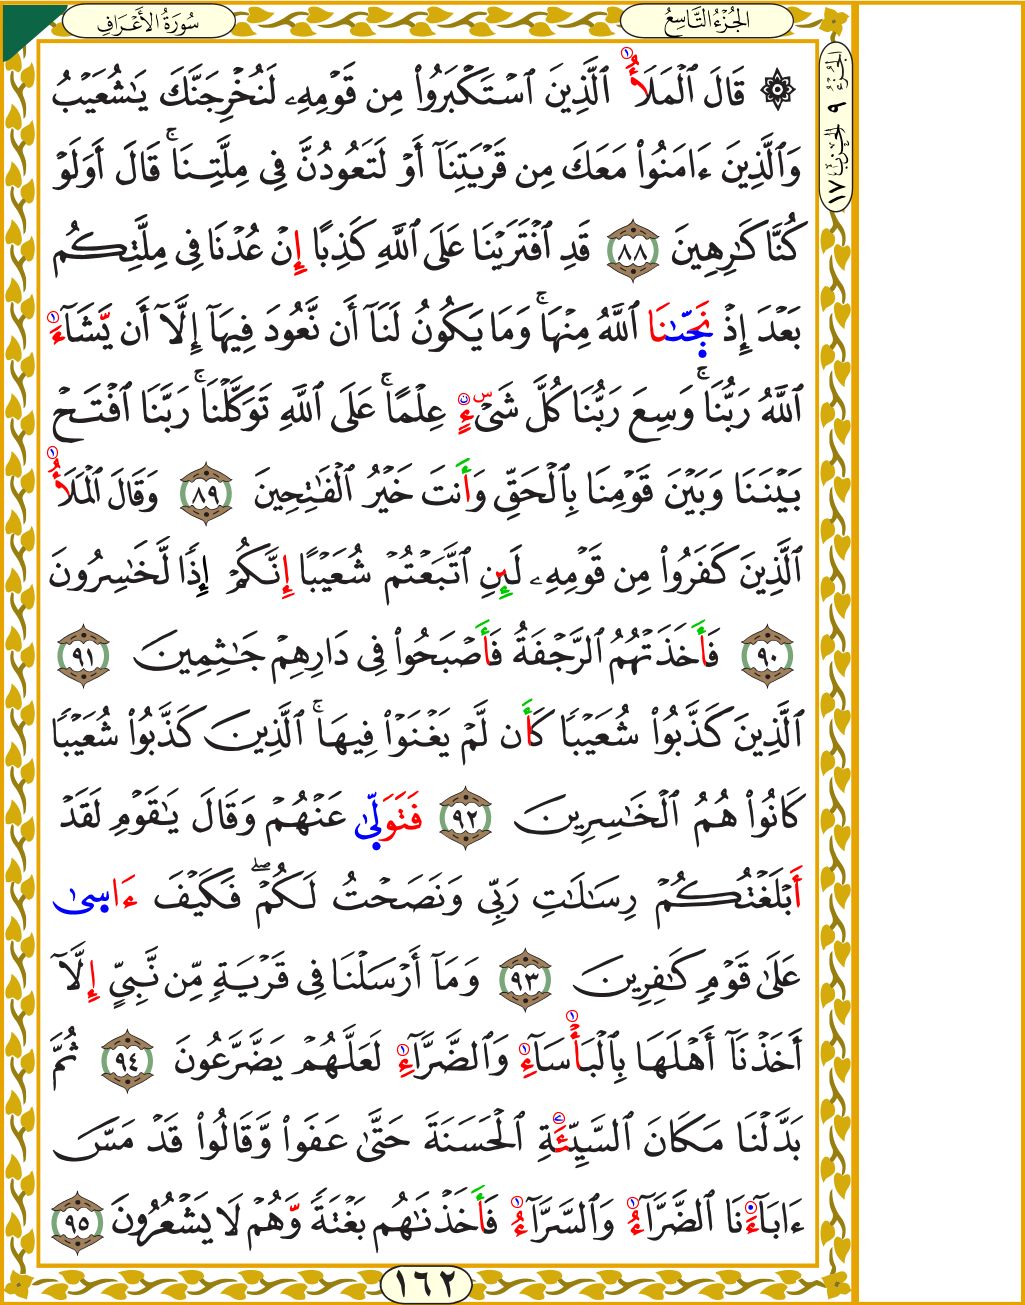 سُورَةُ الأَعْرَافِ
الجُزْءُ التَّاسِعُ
الجُزْءُ ٩ الحِزْبُ ١٧
۞ قَالَ ٱلْمَلَأُ ٱلَّذِينَ ٱسْتَكْبَرُوا۟ مِن قَوْمِهِۦ لَنُخْرِجَنَّكَ يَـٰشُعَيْبُ
وَٱلَّذِينَ ءَامَنُوا۟ مَعَكَ مِن قَرْيَتِنَآ أَوْ لَتَعُودُنَّ فِى مِلَّتِنَا ۚ قَالَ أَوَلَوْ
كُنَّا كَـٰرِهِينَ ٨٨ قَدِ ٱفْتَرَيْنَا عَلَى ٱللَّهِ كَذِبًا إِنْ عُدْنَا فِى مِلَّتِكُم
بَعْدَ إِذْ نَجَّىٰنَا ٱللَّهُ مِنْهَا ۚ وَمَا يَكُونُ لَنَآ أَن نَّعُودَ فِيهَآ إِلَّآ أَن يَّشَآءَ
ٱللَّهُ رَبُّنَا ۚ وَسِعَ رَبُّنَا كُلَّ شَىْءٍ عِلْمًا ۚ عَلَى ٱللَّهِ تَوَكَّلْنَا ۚ رَبَّنَا ٱفْتَحْ
بَيْنَنَا وَبَيْنَ قَوْمِنَا بِٱلْحَقِّ وَأَنتَ خَيْرُ ٱلْفَـٰتِحِينَ ٨٩ وَقَالَ ٱلْمَلَأُ
ٱلَّذِينَ كَفَرُوا۟ مِن قَوْمِهِۦ لَئِنِ ٱتَّبَعْتُمْ شُعَيْبًا إِنَّكُمْ إِذًا لَّخَـٰسِرُونَ
٩٠ فَأَخَذَتْهُمُ ٱلرَّجْفَةُ فَأَصْبَحُوا۟ فِى دَارِهِمْ جَـٰثِمِينَ ٩١
ٱلَّذِينَ كَذَّبُوا۟ شُعَيْبًا كَأَن لَّمْ يَغْنَوْا۟ فِيهَا ۚ ٱلَّذِينَ كَذَّبُوا۟ شُعَيْبًا
كَانُوا۟ هُمُ ٱلْخَـٰسِرِينَ ٩٢ فَتَوَلَّىٰ عَنْهُمْ وَقَالَ يَـٰقَوْمِ لَقَدْ
أَبْلَغْتُكُمْ رِسَـٰلَـٰتِ رَبِّى وَنَصَحْتُ لَكُمْ ۖ فَكَيْفَ ءَاسَىٰ
عَلَىٰ قَوْمٍ كَـٰفِرِينَ ٩٣ وَمَآ أَرْسَلْنَا فِى قَرْيَةٍ مِّن نَّبِىٍّ إِلَّآ
أَخَذْنَآ أَهْلَهَا بِٱلْبَأْسَآءِ وَٱلضَّرَّآءِ لَعَلَّهُمْ يَضَّرَّعُونَ ٩٤ ثُمَّ
بَدَّلْنَا مَكَانَ ٱلسَّيِّئَةِ ٱلْحَسَنَةَ حَتَّىٰ عَفَوا۟ وَّقَالُوا۟ قَدْ مَسَّ
ءَابَآءَنَا ٱلضَّرَّآءُ وَٱلسَّرَّآءُ فَأَخَذْنَـٰهُم بَغْتَةً وَّهُمْ لَا يَشْعُرُونَ ٩٥
١٦٢